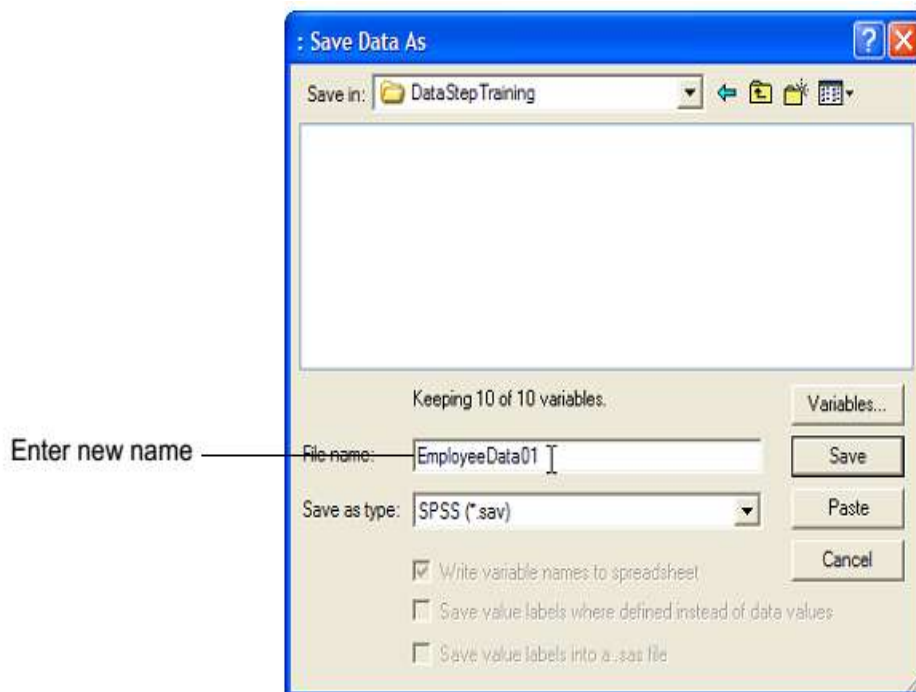 : Save Data As
Save in: DataStepTraining
Keeping 10 of 10 variables.
Variables...
Enter new name
File name: EmployeeData01
Save
Save as type: SPSS (*.sav)
Paste
Cancel
Write variable names to spreadsheet
Save value labels where defined instead of data values
Save value labels into a .sas file